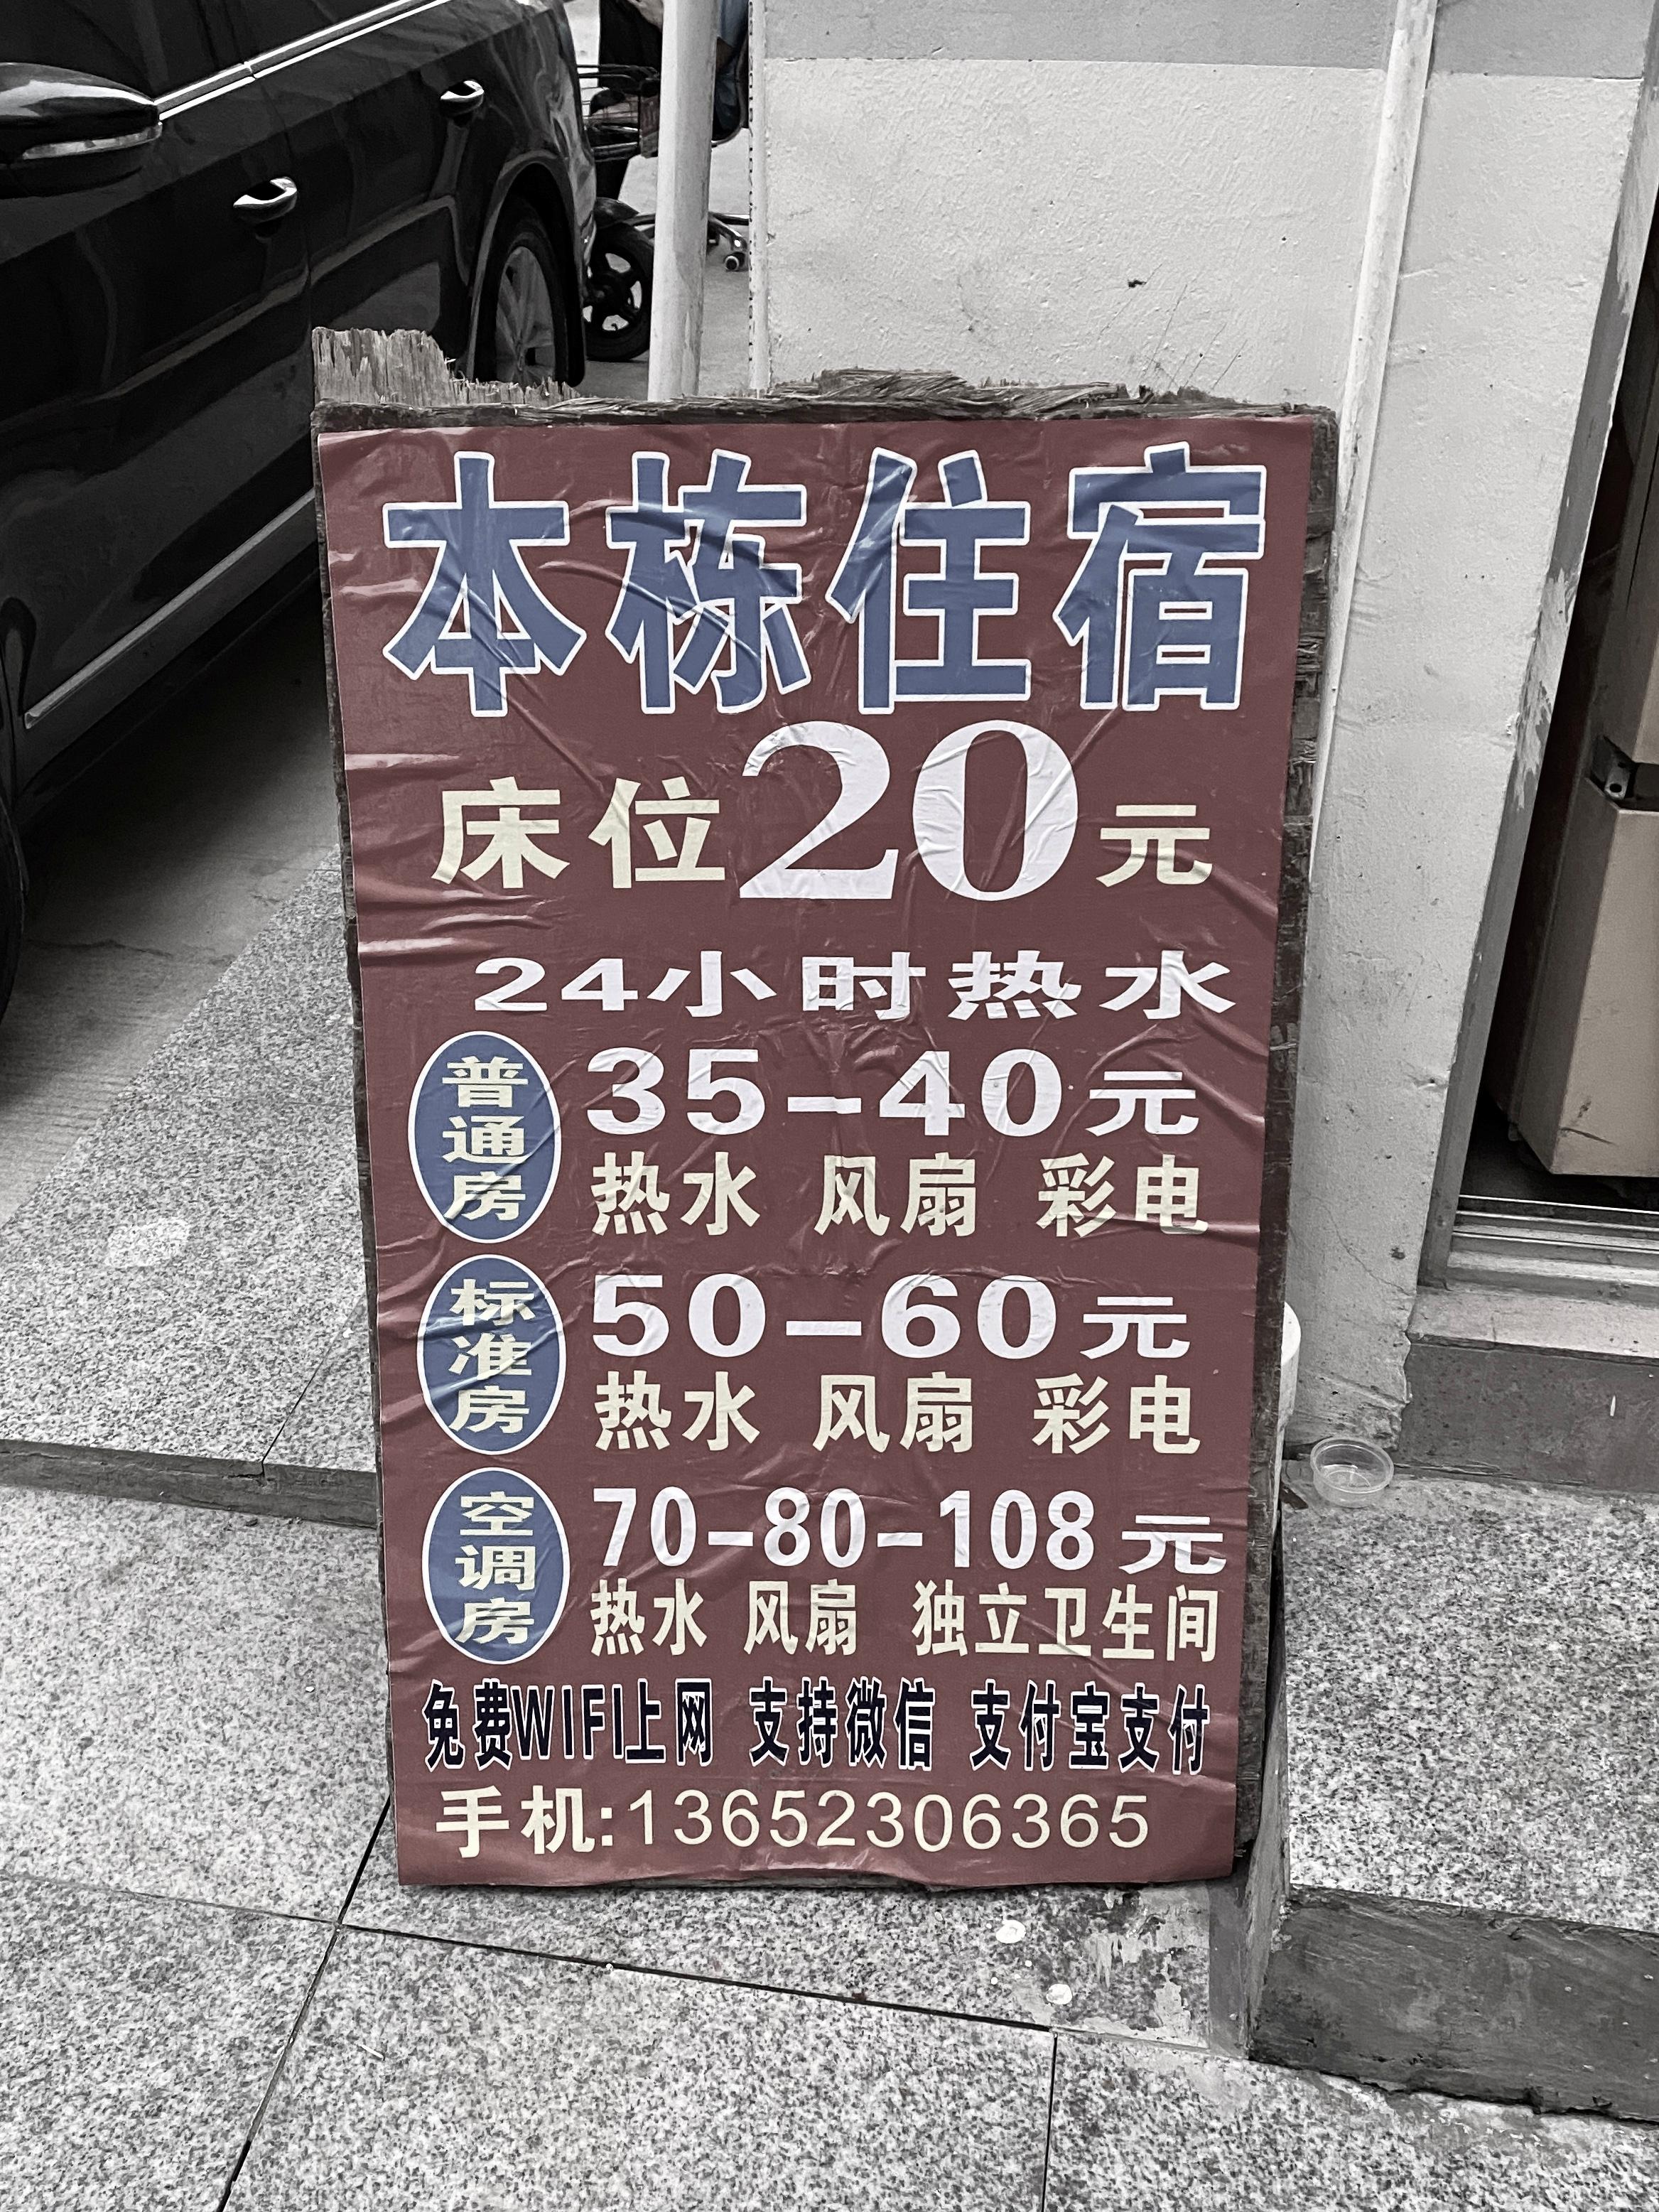 本栋住宿
床位20元
24小时热水
普通房
35-40元
热水 风扇 彩电
标准房
50-60元
热水 风扇 彩电
空调房
70-80-108元
热水 风扇 独立卫生间
免费WIFI上网 支持微信 支付宝支付
手机:13652306365